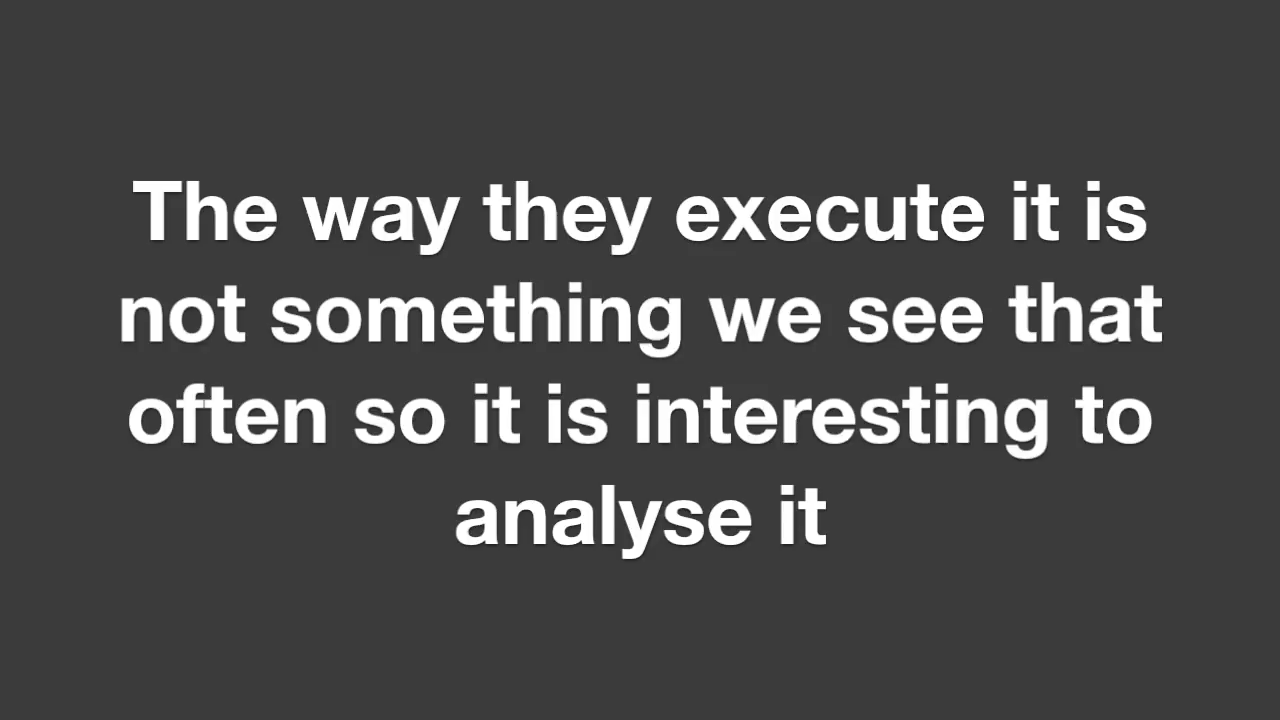 The way they execute it is
not something we see that
often so it is interesting to
analyse it